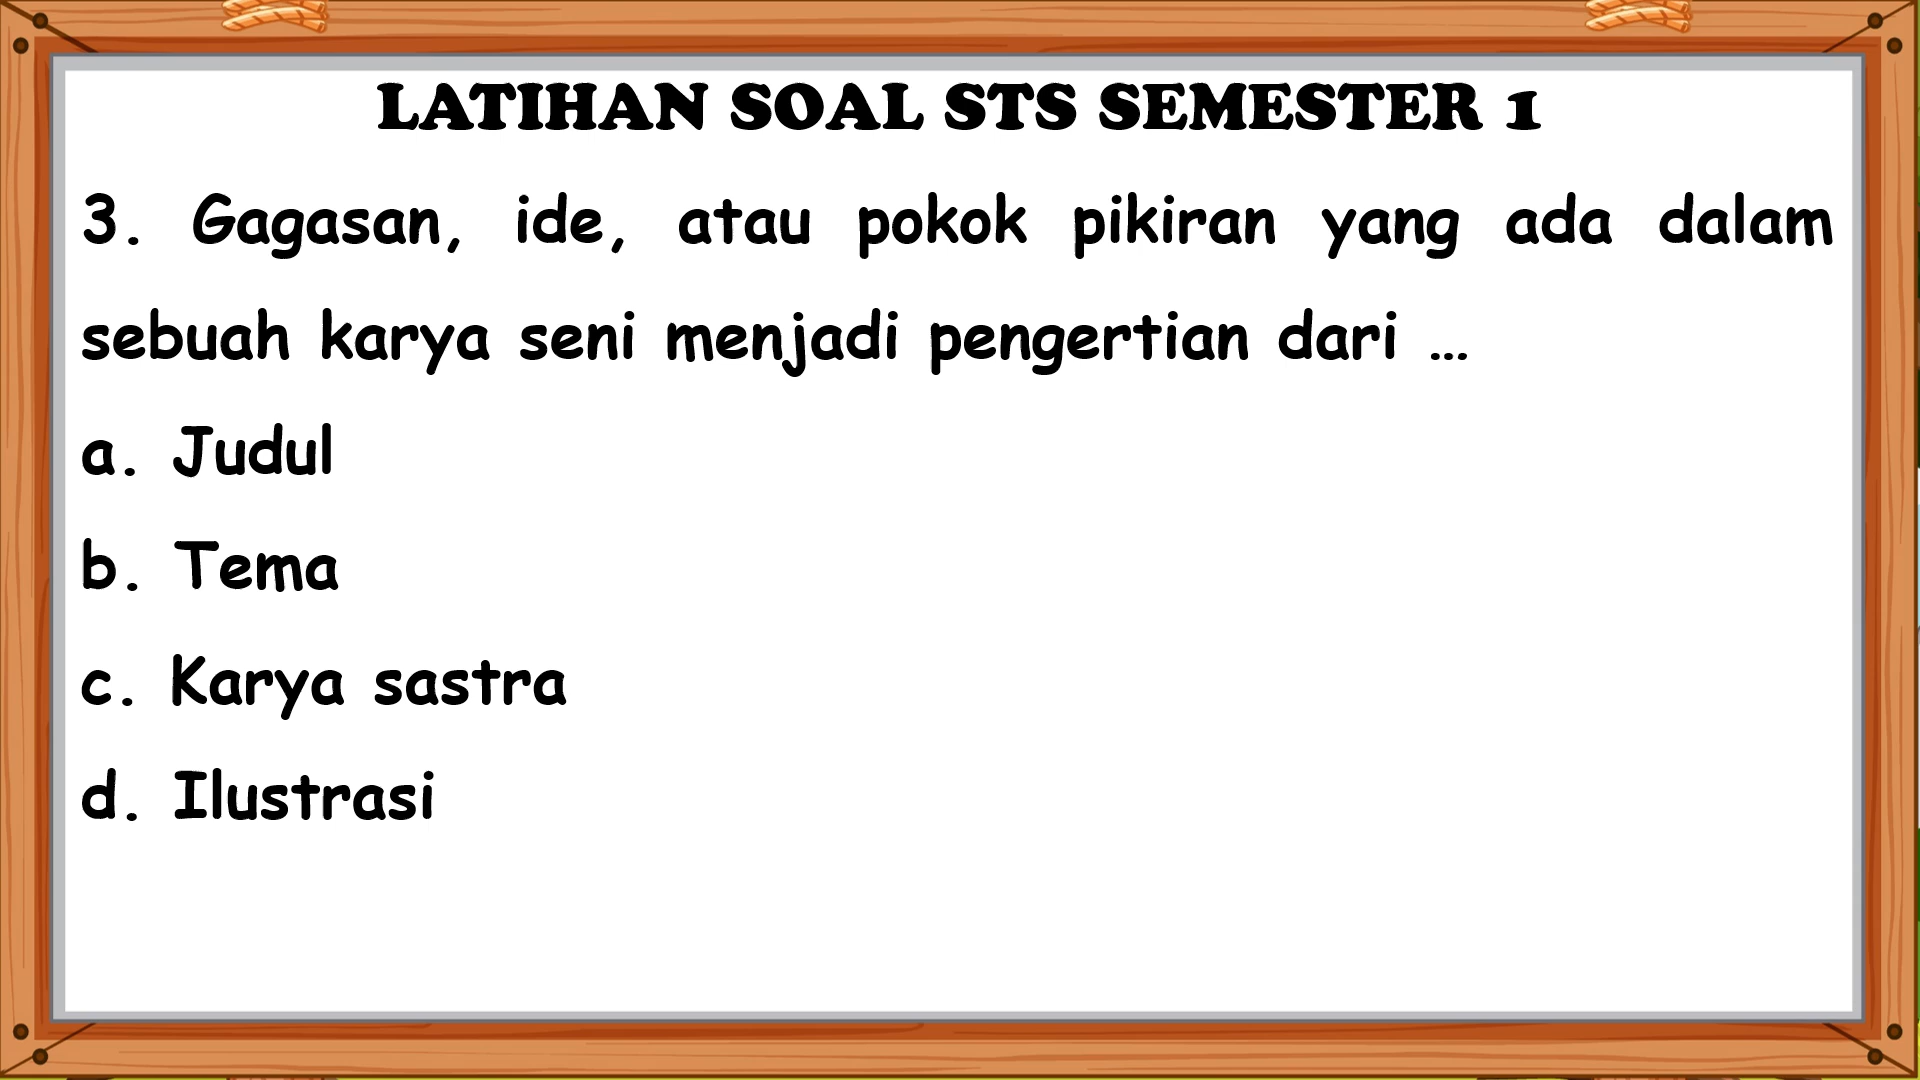 LATIHAN SOAL STS SEMESTER 1
3. Gagasan, ide, atau pokok pikiran yang ada dalam
sebuah karya seni menjadi pengertian dari ...
a. Judul
b. Tema
c. Karya sastra
d. Ilustrasi